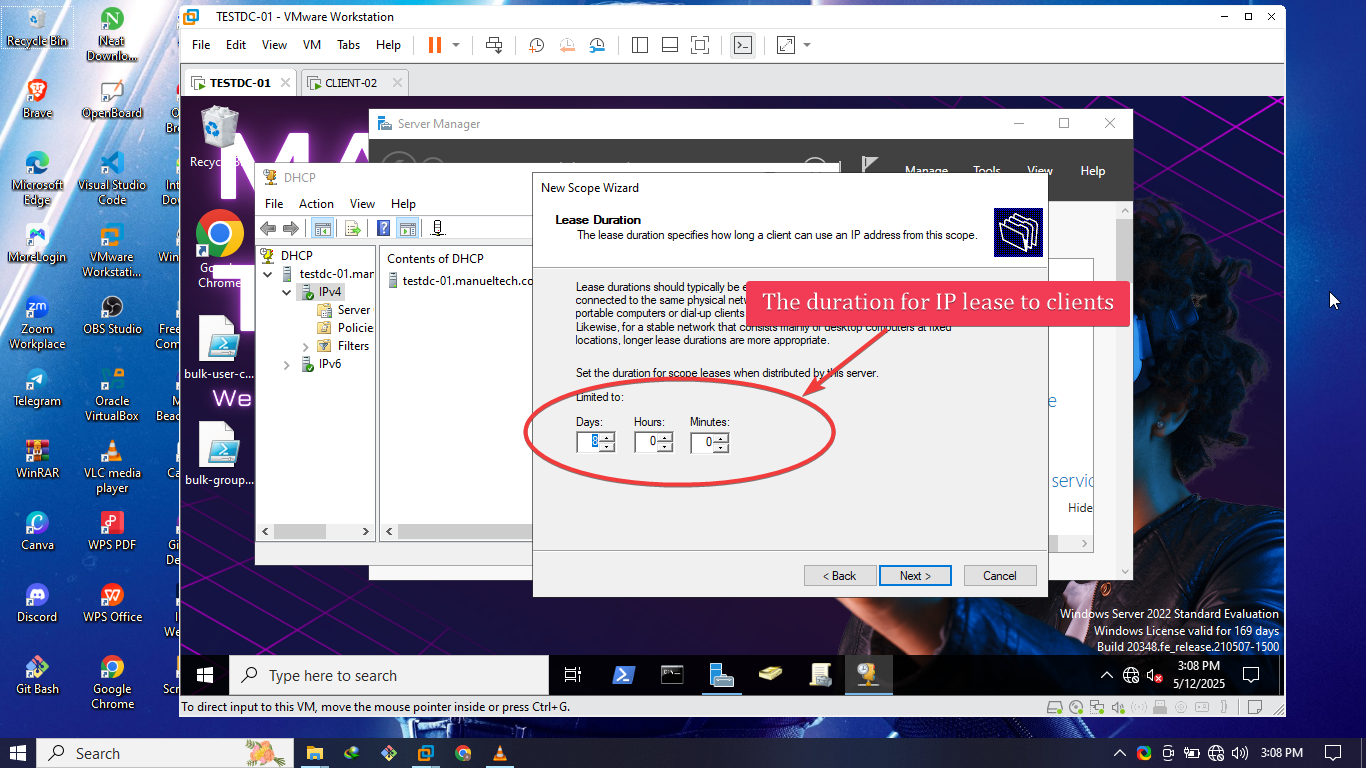 Recycle Bin
Neat
Downlo...
Brave
OpenBoard
Microsoft
Edge
Visual Studio
Code
MoreLogin
VMware
Workstati...
Zoom
Workplace
OBS Studio
Telegram
Oracle
VirtualBox
WinRAR
VLC media
player
Canva
WPS PDF
Discord
WPS Office
Git Bash
Google
Chrome
TESTDC-01 - VMware Workstation
File Edit View VM Tabs Help
TESTDC-01
CLIENT-02
Server Manager
Manage Tools View Help
Google
Chrome
bulk-user-c...
bulk-group...
We
DHCP
File Action View Help
DHCP
testdc-01.mar
IPv4
Server
Policie
Filters
IPv6
Contents of DHCP
testdc-01.manueltech.co
New Scope Wizard
Lease Duration
The lease duration specifies how long a client can use an IP address from this scope.
Lease durations should typically be e
connected to the same physical netw
portable computers or dial-up clients
Likewise, for a stable network that consists mainly of desktop computers at fixed
locations, longer lease durations are more appropriate.
The duration for IP lease to clients
Set the duration for scope leases when distributed by this server.
Limited to:
Days: Hours: Minutes:
8 0 0
< Back Next > Cancel
Hide
Windows Server 2022 Standard Evaluation
Windows License valid for 169 days
Build 20348.fe_release.210507-1500
Type here to search
3:08 PM
5/12/2025
To direct input to this VM, move the mouse pointer inside or press Ctrl+G.
Search
3:08 PM